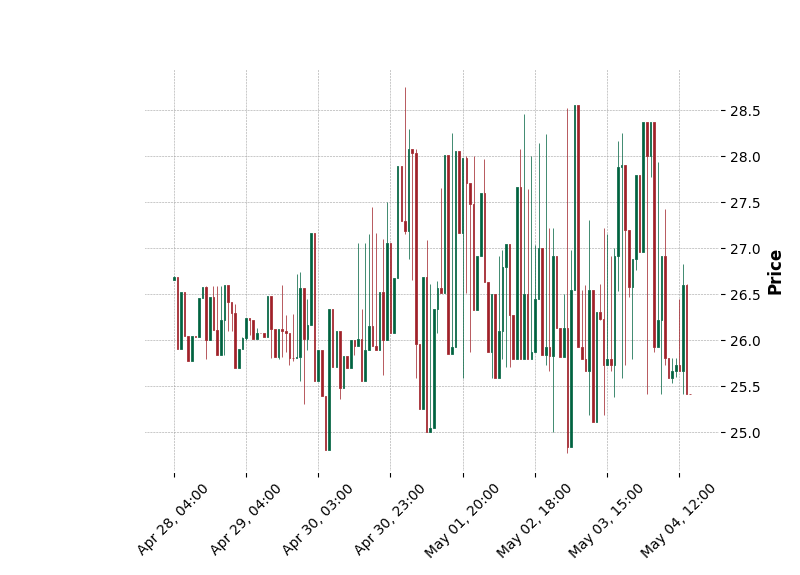 28.5
28.0
27.5
27.0
26.5
26.0
25.5
25.0
Price
Apr 28, 04:00
Apr 29, 04:00
Apr 30, 03:00
Apr 30, 23:00
May 01, 20:00
May 02, 18:00
May 03, 15:00
May 04, 12:00